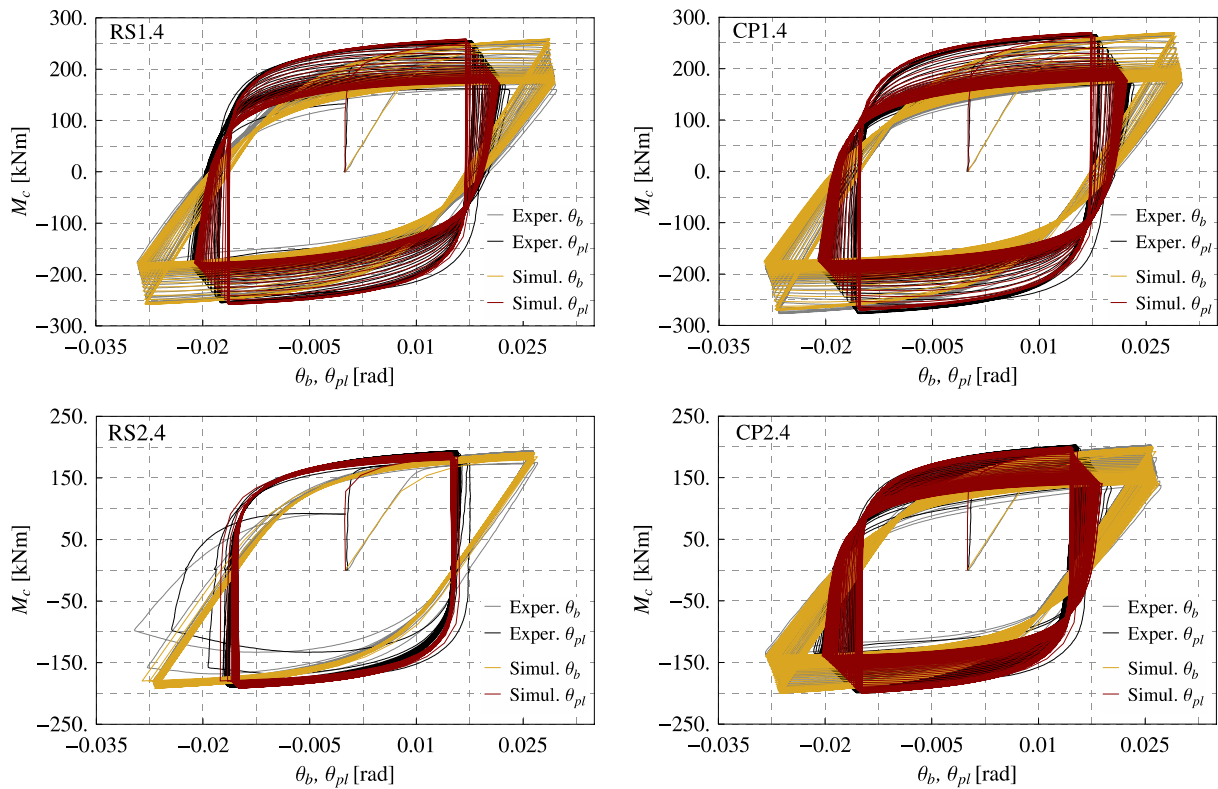 RS1.4
300.
200.
100.
0.
−100.
−200.
−300.
M_c [kNm]
Exper. θ_b
Exper. θ_pl
Simul. θ_b
Simul. θ_pl
−0.035 −0.02 −0.005 0.01 0.025
θ_b, θ_pl [rad]
CP1.4
300.
200.
100.
0.
−100.
−200.
−300.
M_c [kNm]
Exper. θ_b
Exper. θ_pl
Simul. θ_b
Simul. θ_pl
−0.035 −0.02 −0.005 0.01 0.025
θ_b, θ_pl [rad]
RS2.4
250.
150.
50.
−50.
−150.
−250.
M_c [kNm]
Exper. θ_b
Exper. θ_pl
Simul. θ_b
Simul. θ_pl
−0.035 −0.02 −0.005 0.01 0.025
θ_b, θ_pl [rad]
CP2.4
250.
150.
50.
−50.
−150.
−250.
M_c [kNm]
Exper. θ_b
Exper. θ_pl
Simul. θ_b
Simul. θ_pl
−0.035 −0.02 −0.005 0.01 0.025
θ_b, θ_pl [rad]